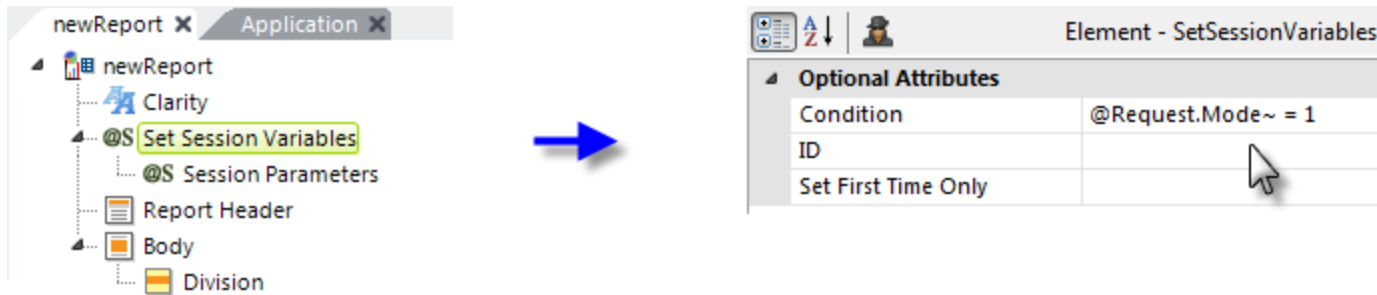 newReport Application
newReport
Clarity
@S Set Session Variables
@S Session Parameters
Report Header
Body
Division
A Z Element - SetSessionVariables
Optional Attributes
Condition @Request.Mode~ = 1
ID
Set First Time Only